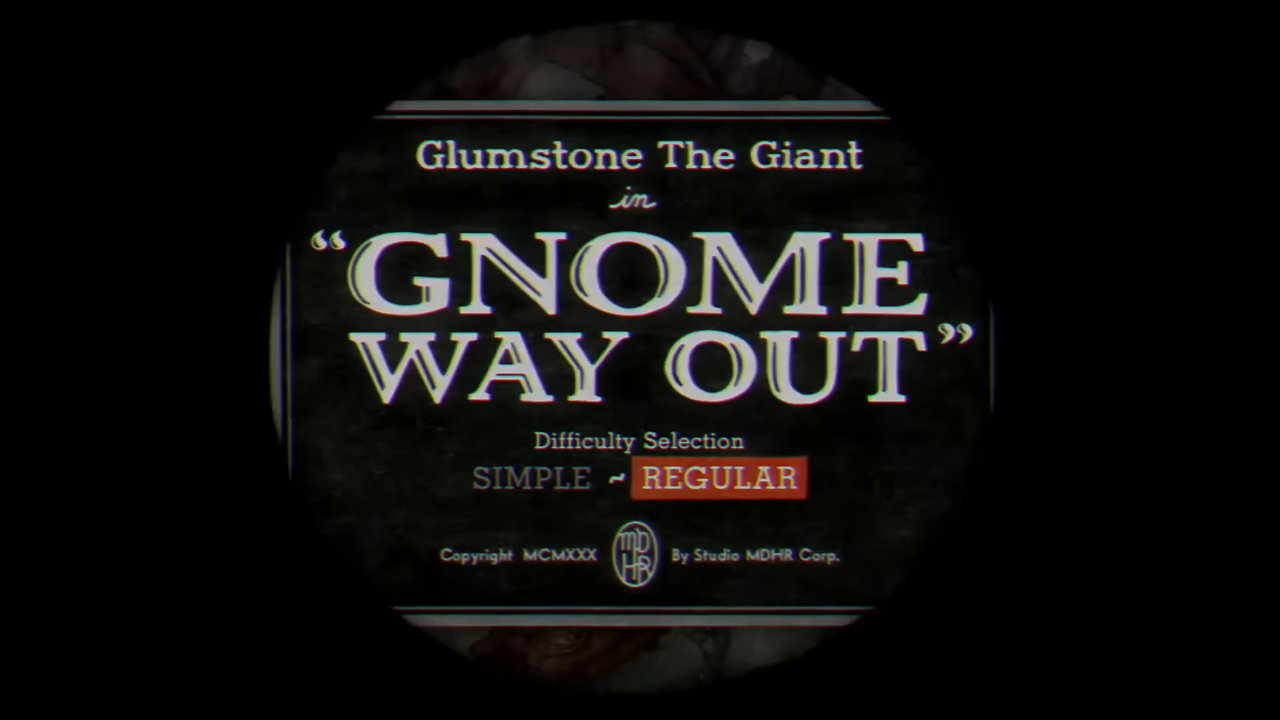 Glumstone The Giant
in
“GNOME
WAY OUT”
Difficulty Selection
SIMPLE ~ REGULAR
Copyright MCMXXX MDHR By Studio MDHR Corp.